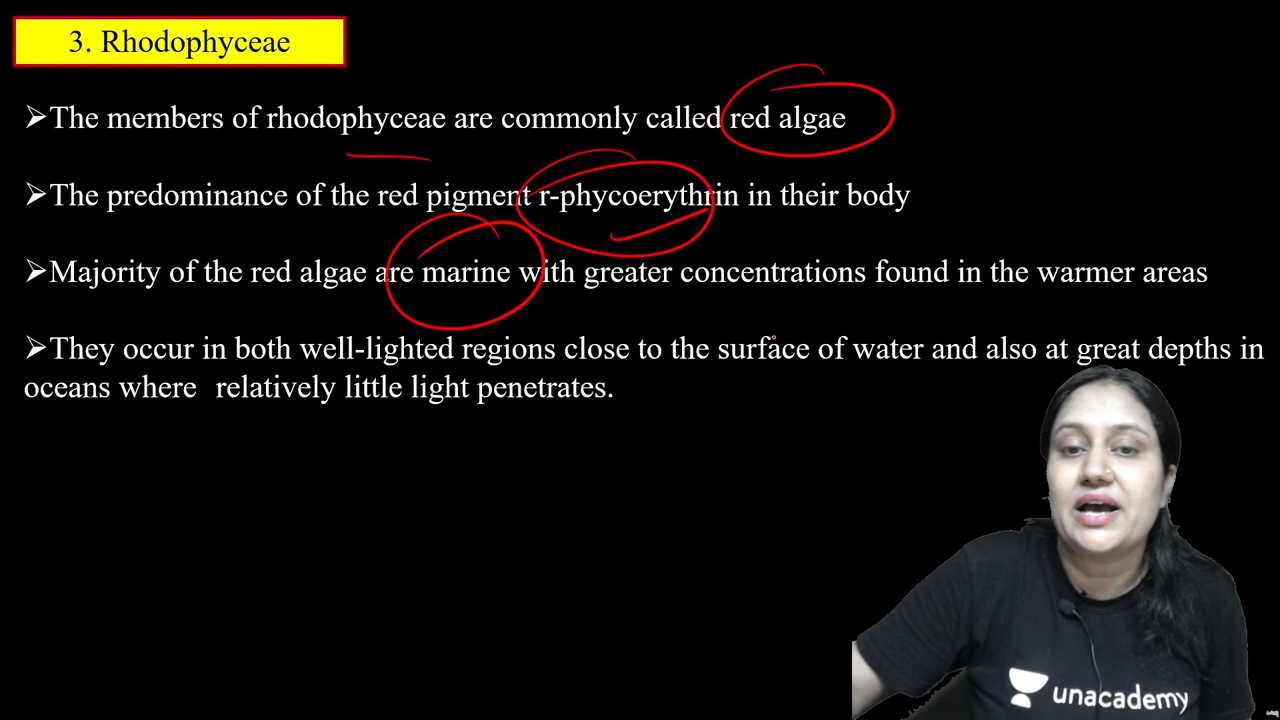 3. Rhodophyceae
➢The members of rhodophyceae are commonly called red algae
➢The predominance of the red pigment r-phycoerythrin in their body
➢Majority of the red algae are marine with greater concentrations found in the warmer areas
➢They occur in both well-lighted regions close to the surface of water and also at great depths in
oceans where relatively little light penetrates.
unacademy